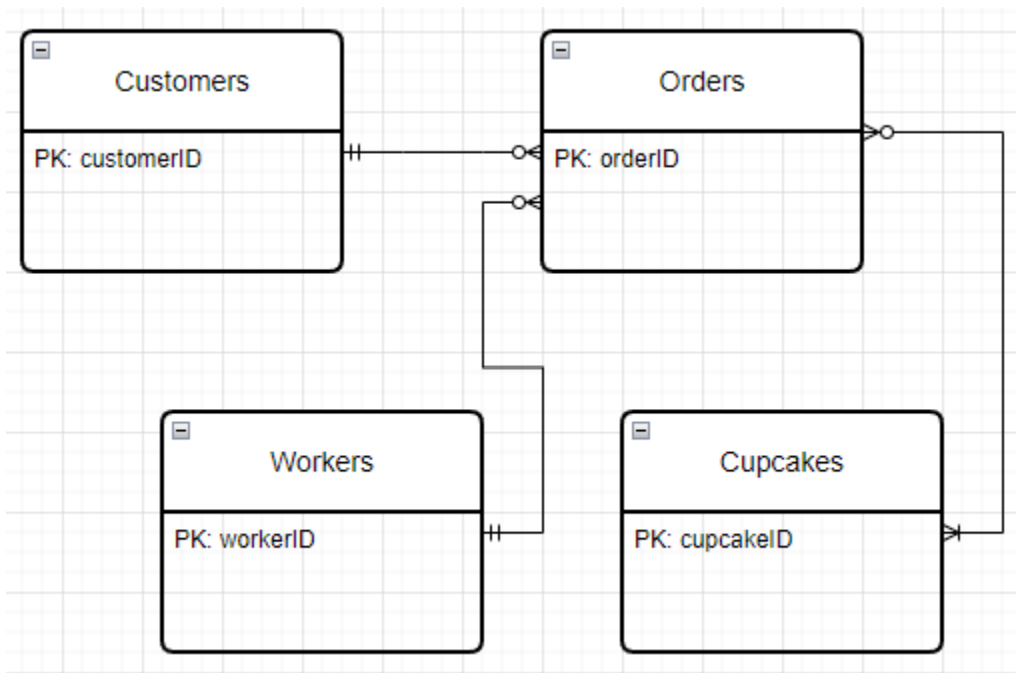 Customers
PK: customerID
Orders
PK: orderID
Workers
PK: workerID
Cupcakes
PK: cupcakeID